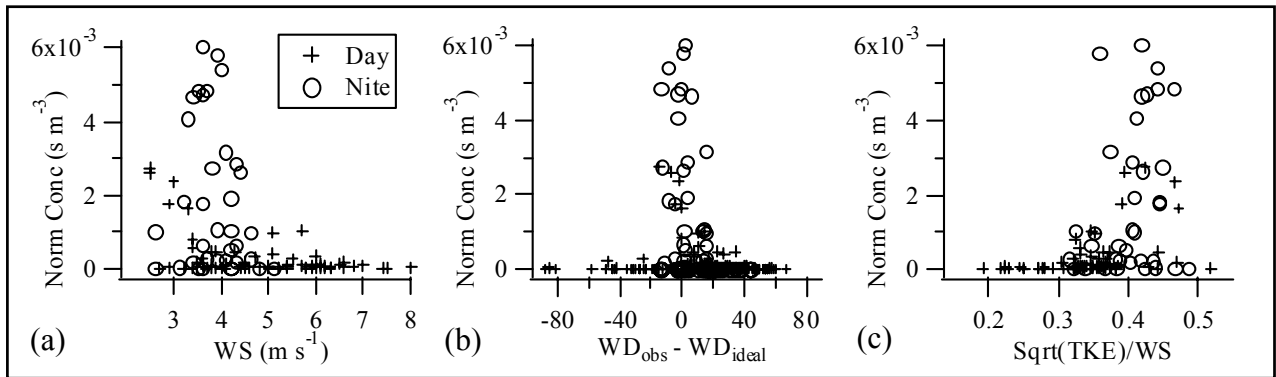 6x10⁻³
4
2
0
Norm Conc (s m⁻³)
3 4 5 6 7 8
WS (m s⁻¹)
(a)
+ Day
○ Nite
6x10⁻³
4
2
0
Norm Conc (s m⁻³)
-80 -40 0 40 80
WD_obs - WD_ideal
(b)
6x10⁻³
4
2
0
Norm Conc (s m⁻³)
0.2 0.3 0.4 0.5
Sqrt(TKE)/WS
(c)